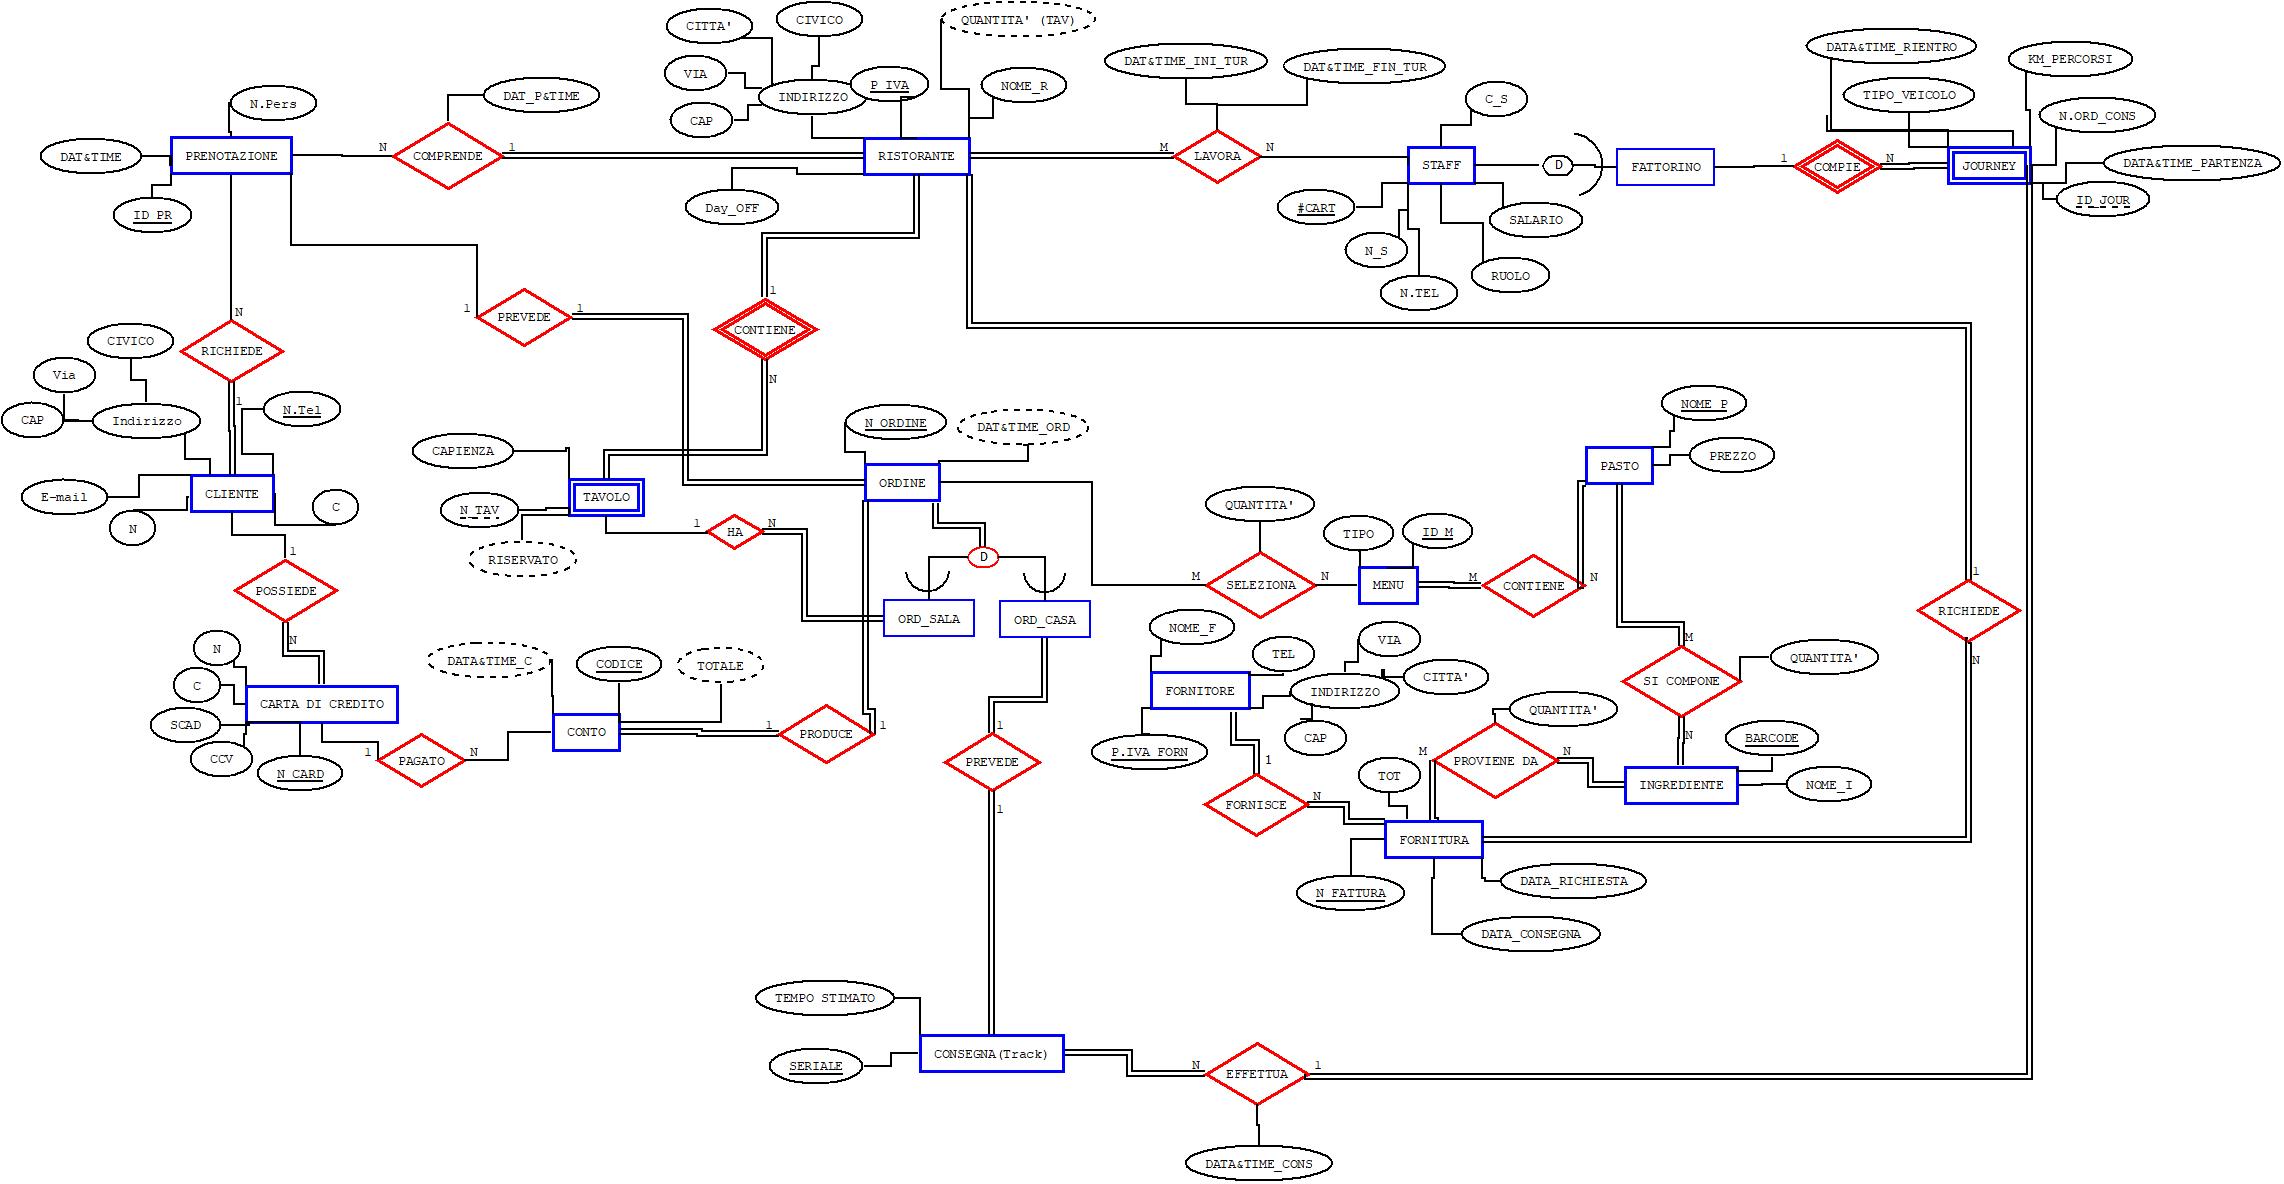 CITTA'
CIVICO
QUANTITA' (TAV)
DAT&TIME_INI_TUR
DAT&TIME_FIN_TUR
DATA&TIME_RIENTRO
KM_PERCORSI
VIA
INDIRIZZO
P_IVA
NOME_R
C_S
TIPO_VEICOLO
N.ORD_CONS
N.Pers
DAT_P&TIME
CAP
DAT&TIME
PRENOTAZIONE
N
COMPRENDE
1
RISTORANTE
M
LAVORA
N
STAFF
D
FATTORINO
1
COMPIE
N
JOURNEY
DATA&TIME_PARTENZA
ID_PR
Day_OFF
#CART
SALARIO
ID_JOUR
N_S
RUOLO
N.TEL
N
1
PREVEDE
1
1
CONTIENE
N
RICHIEDE
1
CIVICO
Via
CAP
Indirizzo
N.Tel
E-mail
CLIENTE
C
N
CAPIENZA
N_ORDINE
DAT&TIME_ORD
NOME_P
PASTO
PREZZO
N_TAV
TAVOLO
ORDINE
RISERVATO
1
HA
N
D
QUANTITA'
TIPO
ID_M
M
SELEZIONA
N
MENU
M
CONTIENE
N
1
RICHIEDE
N
1
POSSIEDE
N
ORD_SALA
ORD_CASA
NOME_F
TEL
VIA
M
SI COMPONE
N
QUANTITA'
N
C
SCAD
CARTA DI CREDITO
CCV
N_CARD
DATA&TIME_C
CODICE
TOTALE
FORNITORE
INDIRIZZO
CITTA'
CAP
P.IVA_FORN
QUANTITA'
1
PAGATO
N
CONTO
1
PRODUCE
1
1
PREVEDE
1
1
FORNISCE
N
TOT
M
PROVIENE DA
N
BARCODE
INGREDIENTE
NOME_I
FORNITURA
N_FATTURA
DATA_RICHIESTA
DATA_CONSEGNA
TEMPO STIMATO
CONSEGNA(Track)
SERIALE
N
EFFETTUA
1
DATA&TIME_CONS